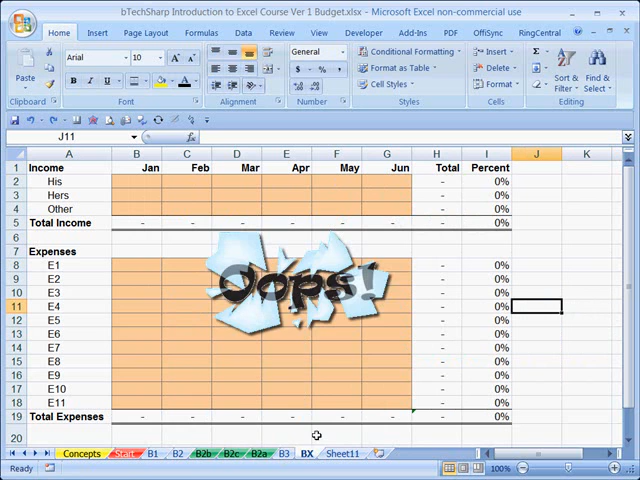 bTechSharp Introduction to Excel Course Ver 1 Budget.xlsx - Microsoft Excel non-commercial use
Home Insert Page Layout Formulas Data Review View Developer Add-Ins PDF OfficeSync RingCentral
Paste
Clipboard
Arial 10
B I U
Font
Alignment
General
$ % ,
Number
Conditional Formatting
Format as Table
Cell Styles
Styles
Insert
Delete
Format
Cells
Σ
Sort & Filter
Find & Select
Editing
J11
fx
A B C D E F G H I J K
1 Income Jan Feb Mar Apr May Jun Total Percent
2 His - 0%
3 Hers - 0%
4 Other - 0%
5 Total Income - - - - - - - 0%
6
7 Expenses
8 E1 - 0%
9 E2 - 0%
10 E3 - 0%
11 E4 - 0%
12 E5 - 0%
13 E6 - 0%
14 E7 - 0%
15 E8 - 0%
16 E9 - 0%
17 E10 - 0%
18 E11 - 0%
19 Total Expenses - - - - - - - 0%
20
Oops!
Concepts Start B1 B2 B2b B2c B2a B3 BX Sheet11
Ready
100%